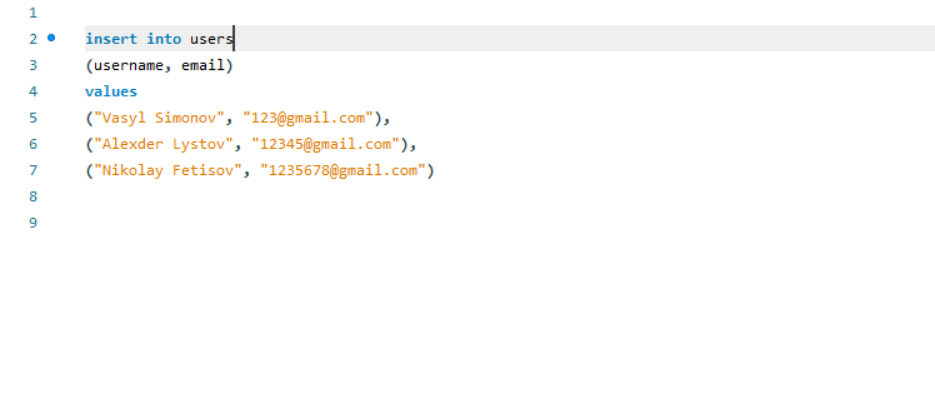 1
2 insert into users
3 (username, email)
4 values
5 ("Vasyl Simonov", "123@gmail.com"),
6 ("Alexder Lystov", "12345@gmail.com"),
7 ("Nikolay Fetisov", "1235678@gmail.com")
8
9